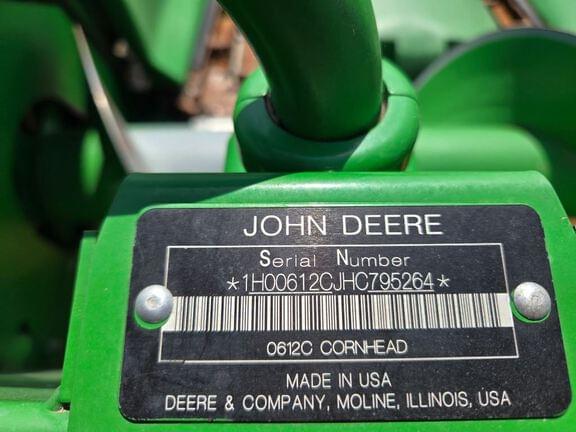 JOHN DEERE
Serial Number
*1H00612CJHC795264*
0612C CORNHEAD
MADE IN USA
DEERE & COMPANY, MOLINE, ILLINOIS, USA